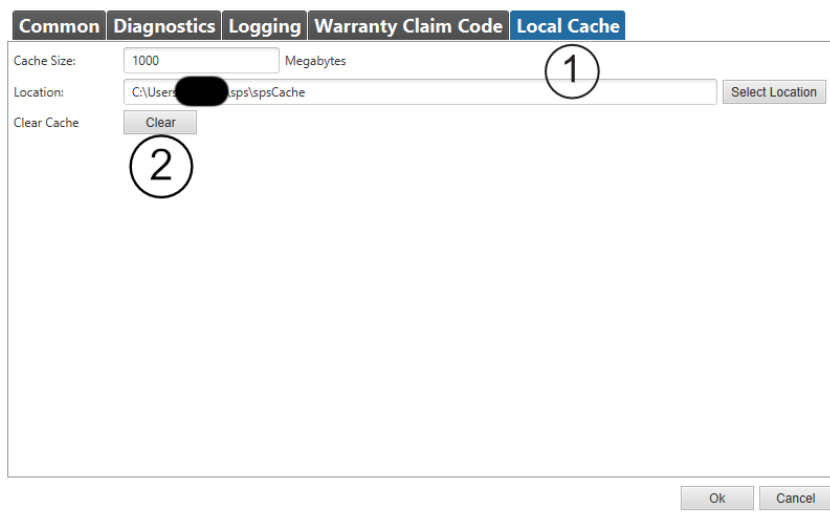 Common Diagnostics Logging Warranty Claim Code Local Cache
Cache Size: 1000 Megabytes
1
Location: C:\Users \sps\spsCache Select Location
Clear Cache Clear
2
Ok Cancel